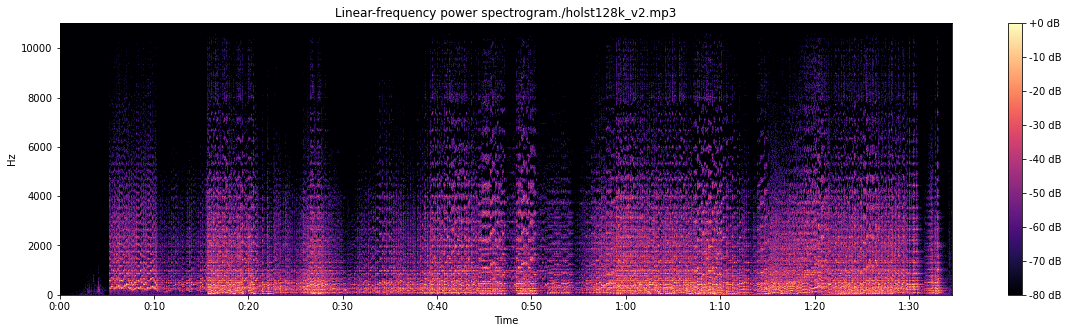 Linear-frequency power spectrogram./holst128k_v2.mp3
+0 dB
10000
-10 dB
8000
-20 dB
-30 dB
6000
Hz
-40 dB
4000
-50 dB
-60 dB
2000
-70 dB
0
-80 dB
0:00 0:10 0:20 0:30 0:40 0:50 1:00 1:10 1:20 1:30
Time